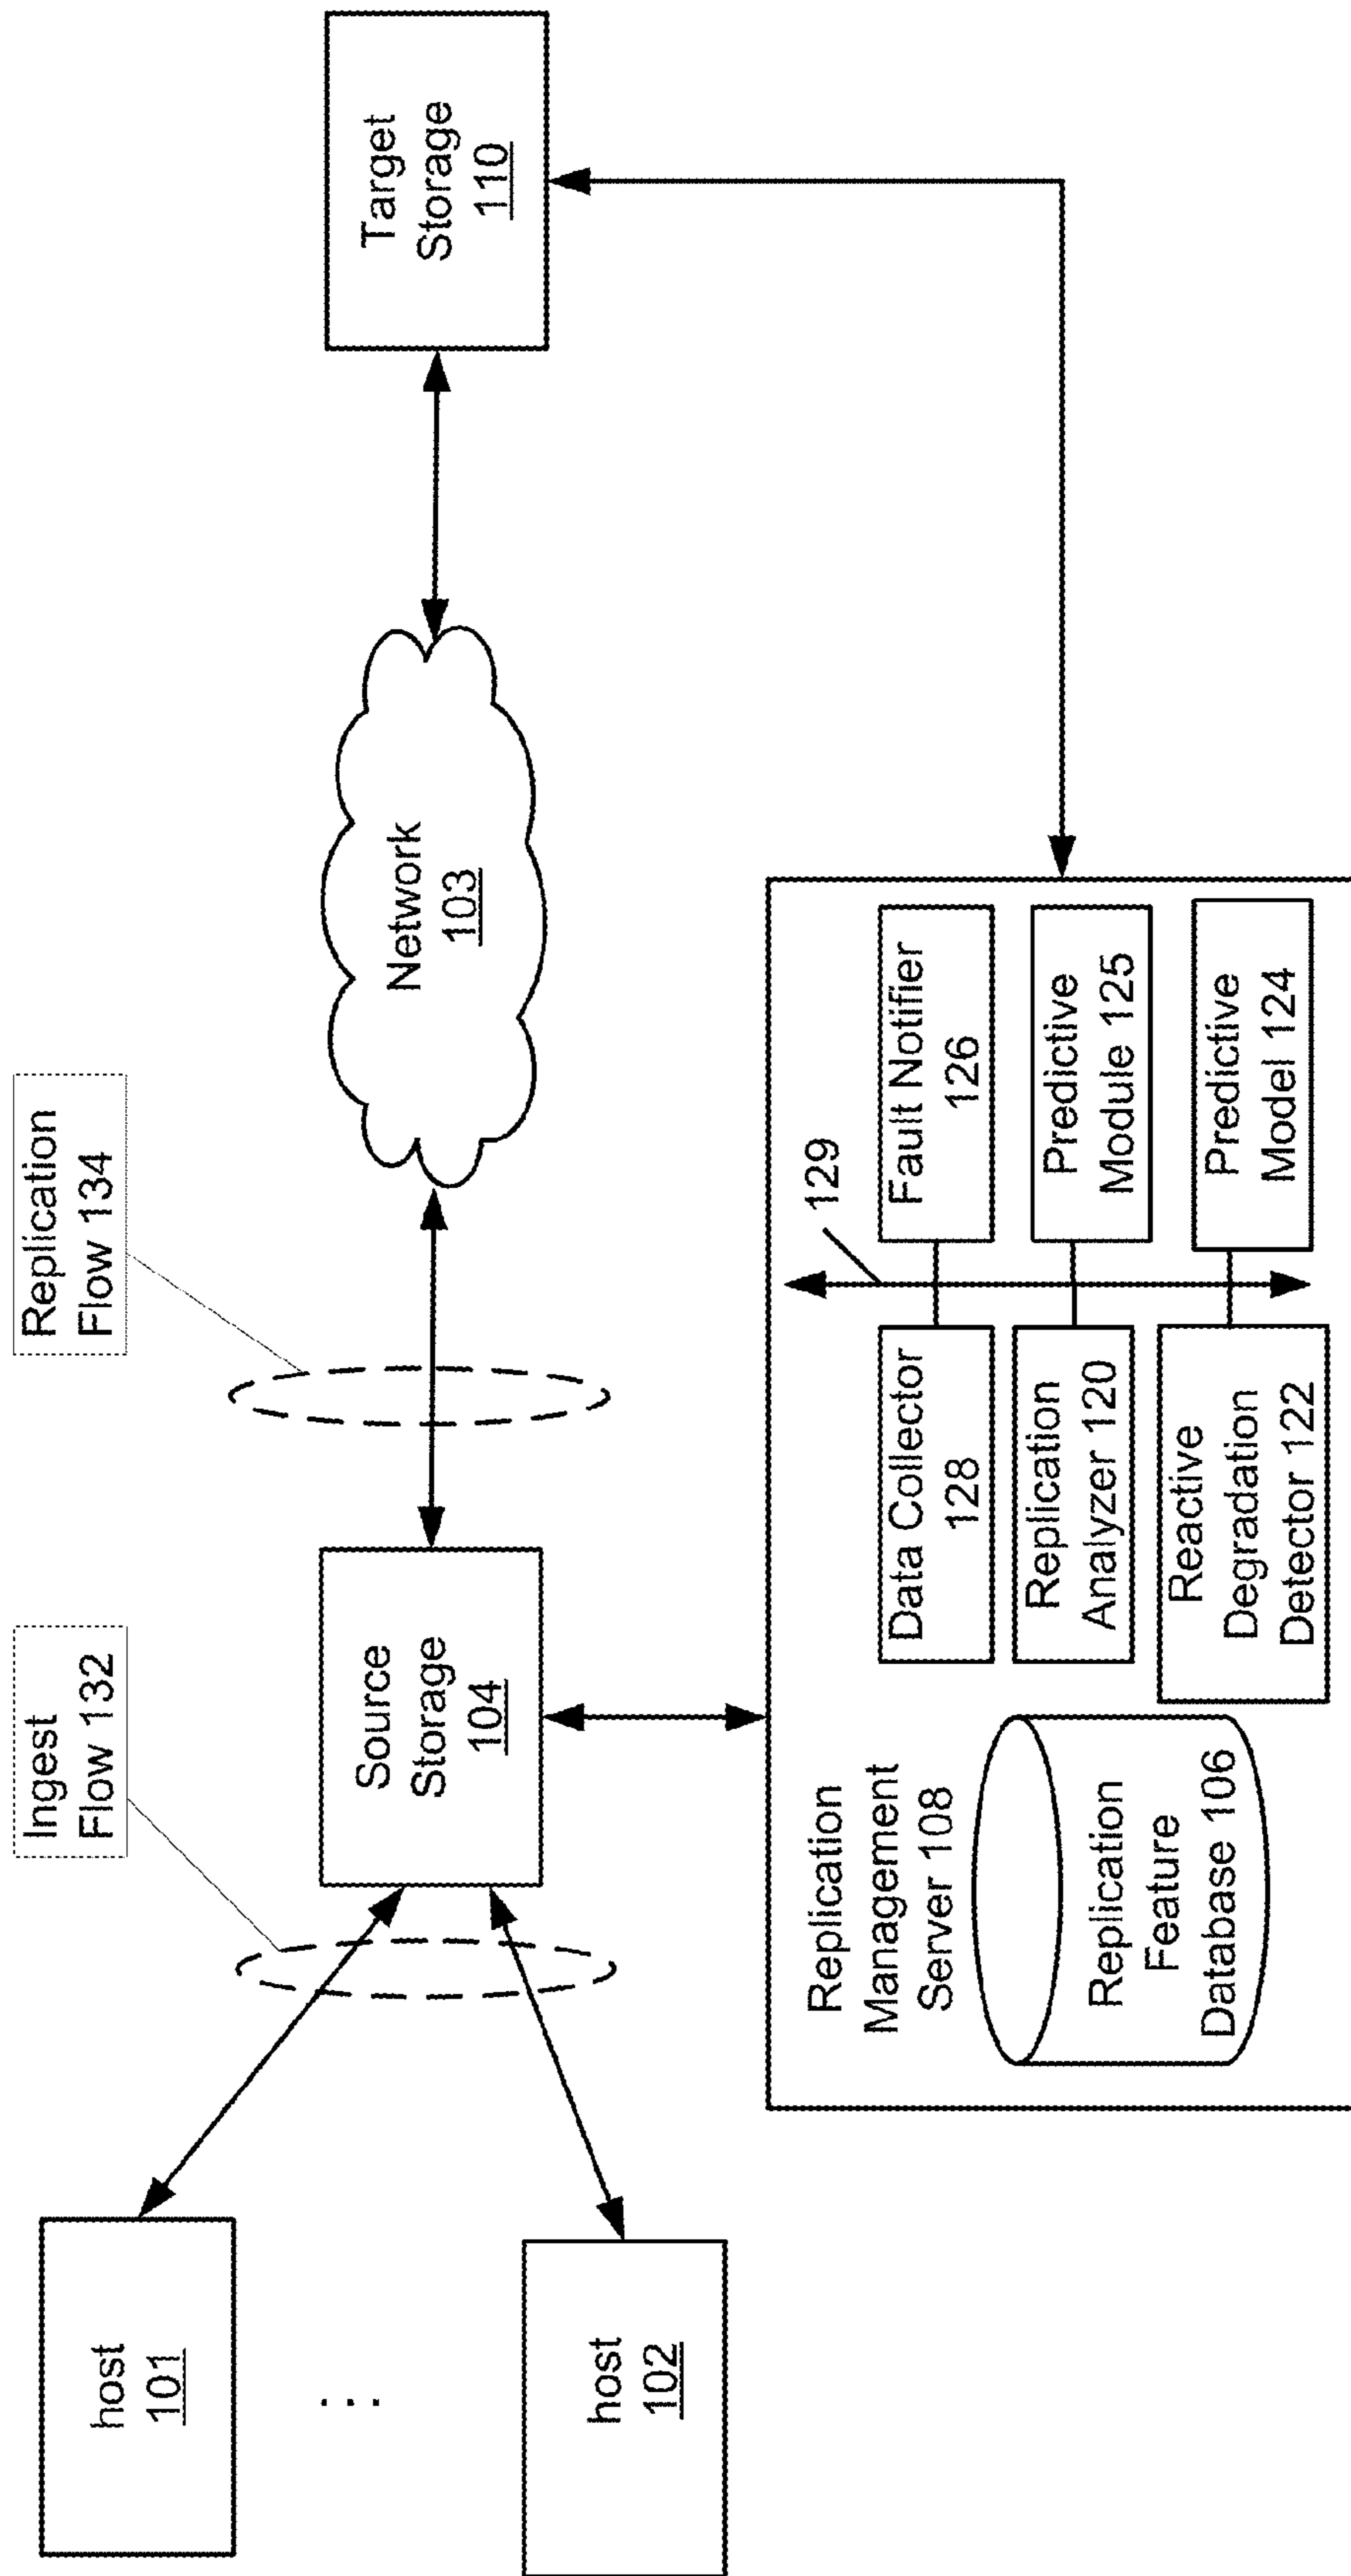 Ingest
Flow 132
Replication
Flow 134
host
101
. . .
host
102
Source
Storage
104
Network
103
Target
Storage
110
Replication
Management
Server 108
Replication
Feature
Database 106
Data Collector
128
Replication
Analyzer 120
Reactive
Degradation
Detector 122
129
Fault Notifier
126
Predictive
Module 125
Predictive
Model 124